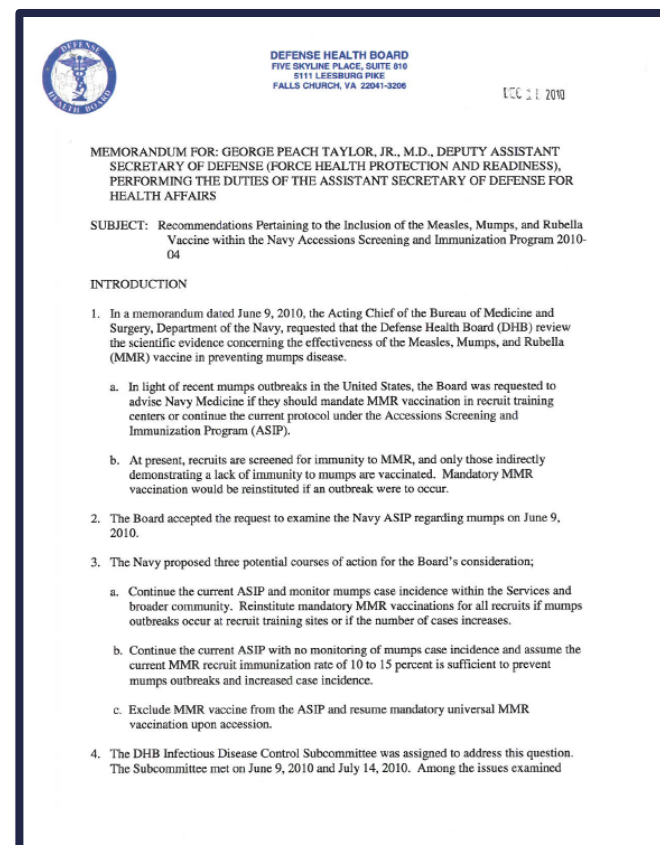 DEFENSE
HEALTH BOARD
DEFENSE HEALTH BOARD
FIVE SKYLINE PLACE, SUITE 810
5111 LEESBURG PIKE
FALLS CHURCH, VA 22041-3206
2010
MEMORANDUM FOR: GEORGE PEACH TAYLOR, JR., M.D., DEPUTY ASSISTANT
SECRETARY OF DEFENSE (FORCE HEALTH PROTECTION AND READINESS),
PERFORMING THE DUTIES OF THE ASSISTANT SECRETARY OF DEFENSE FOR
HEALTH AFFAIRS
SUBJECT: Recommendations Pertaining to the Inclusion of the Measles, Mumps, and Rubella
Vaccine within the Navy Accessions Screening and Immunization Program 2010-
04
INTRODUCTION
1. In a memorandum dated June 9, 2010, the Acting Chief of the Bureau of Medicine and
Surgery, Department of the Navy, requested that the Defense Health Board (DHB) review
the scientific evidence concerning the effectiveness of the Measles, Mumps, and Rubella
(MMR) vaccine in preventing mumps disease.
a. In light of recent mumps outbreaks in the United States, the Board was requested to
advise Navy Medicine if they should mandate MMR vaccination in recruit training
centers or continue the current protocol under the Accessions Screening and
Immunization Program (ASIP).
b. At present, recruits are screened for immunity to MMR, and only those indirectly
demonstrating a lack of immunity to mumps are vaccinated. Mandatory MMR
vaccination would be reinstituted if an outbreak were to occur.
2. The Board accepted the request to examine the Navy ASIP regarding mumps on June 9,
2010.
3. The Navy proposed three potential courses of action for the Board's consideration;
a. Continue the current ASIP and monitor mumps case incidence within the Services and
broader community. Reinstitute mandatory MMR vaccinations for all recruits if mumps
outbreaks occur at recruit training sites or if the number of cases increases.
b. Continue the current ASIP with no monitoring of mumps case incidence and assume the
current MMR recruit immunization rate of 10 to 15 percent is sufficient to prevent
mumps outbreaks and increased case incidence.
c. Exclude MMR vaccine from the ASIP and resume mandatory universal MMR
vaccination upon accession.
4. The DHB Infectious Disease Control Subcommittee was assigned to address this question.
The Subcommittee met on June 9, 2010 and July 14, 2010. Among the issues examined